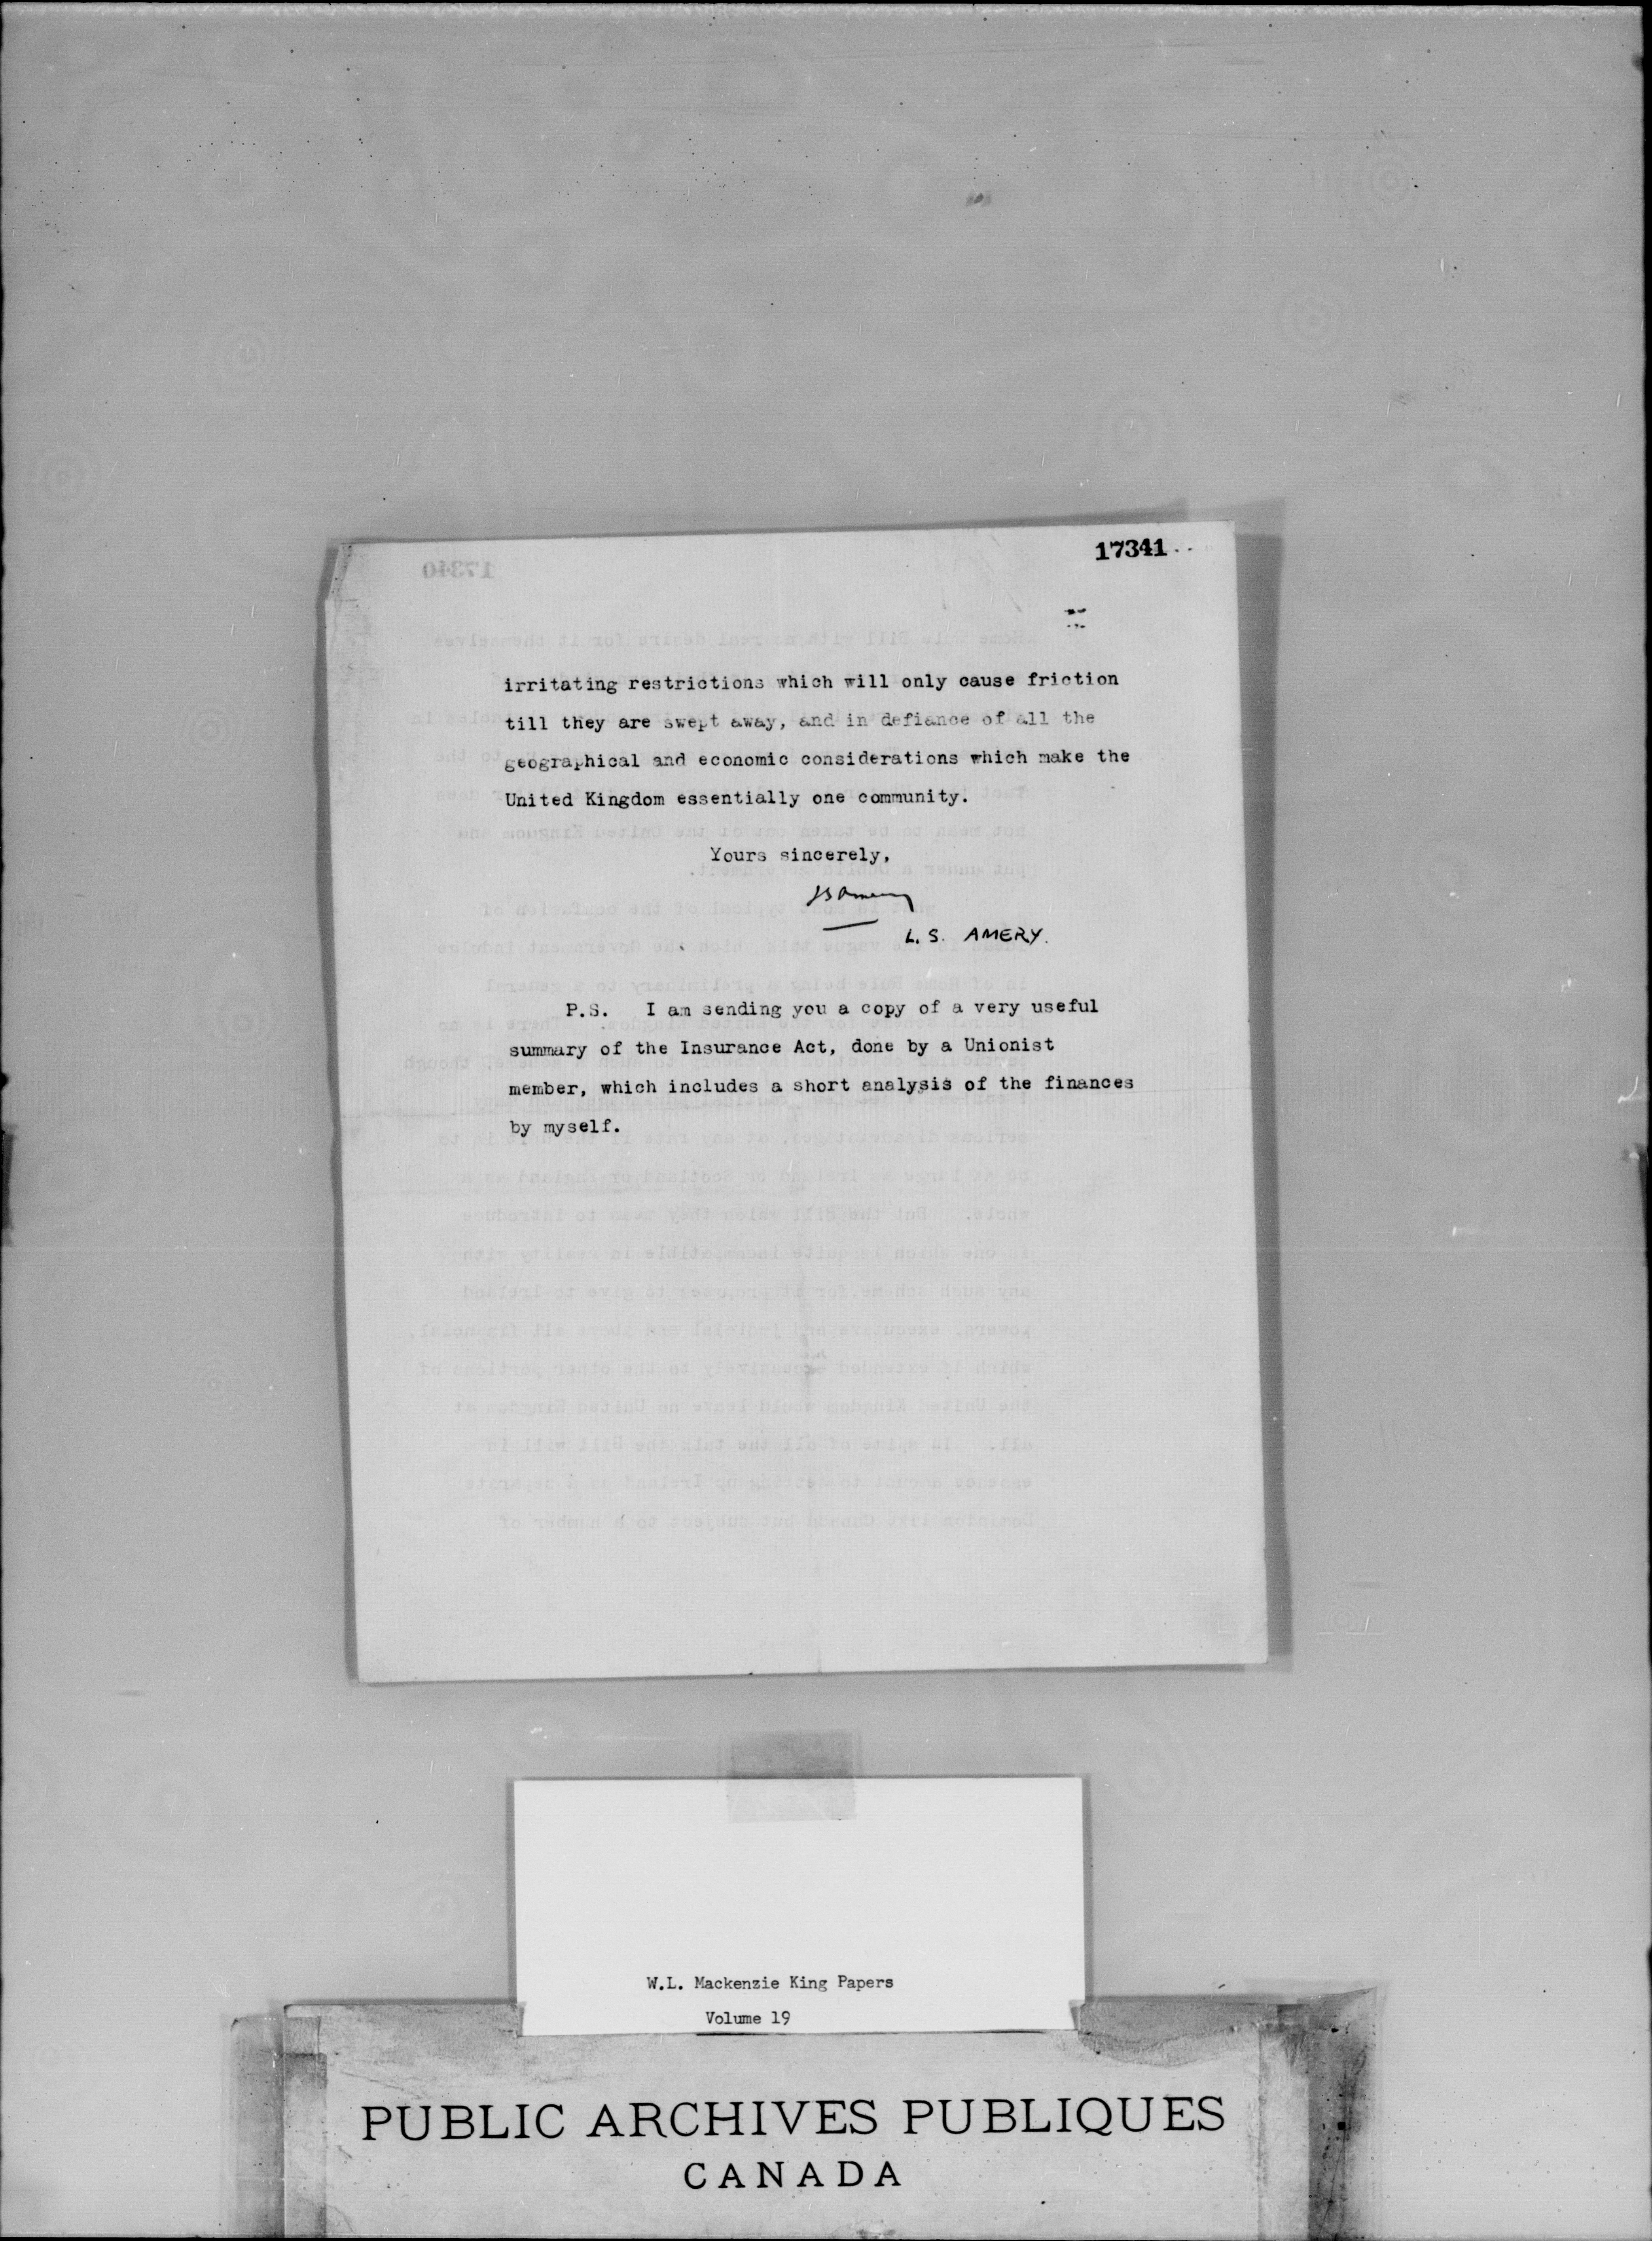 17341
irritating restrictions which will only cause friction
till they are swept away, and in defiance of all the
geographical and economic considerations which make the
United Kingdom essentially one community.
Yours sincerely,
LSAmery
L. S. AMERY.
P.S. I am sending you a copy of a very useful
summary of the Insurance Act, done by a Unionist
member, which includes a short analysis of the finances
by myself.
W.L. Mackenzie King Papers
Volume 19
PUBLIC ARCHIVES PUBLIQUES
CANADA